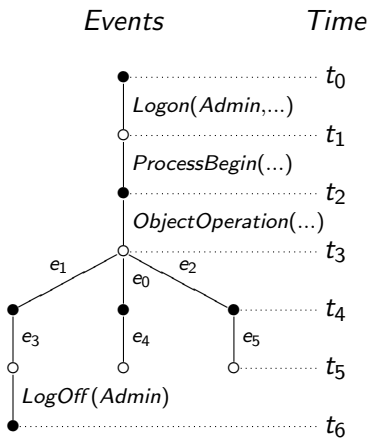 Events Time
t0
Logon(Admin,...)
t1
ProcessBegin(...)
t2
ObjectOperation(...)
t3
e1 e0 e2
t4
e3 e4 e5
t5
LogOff(Admin)
t6